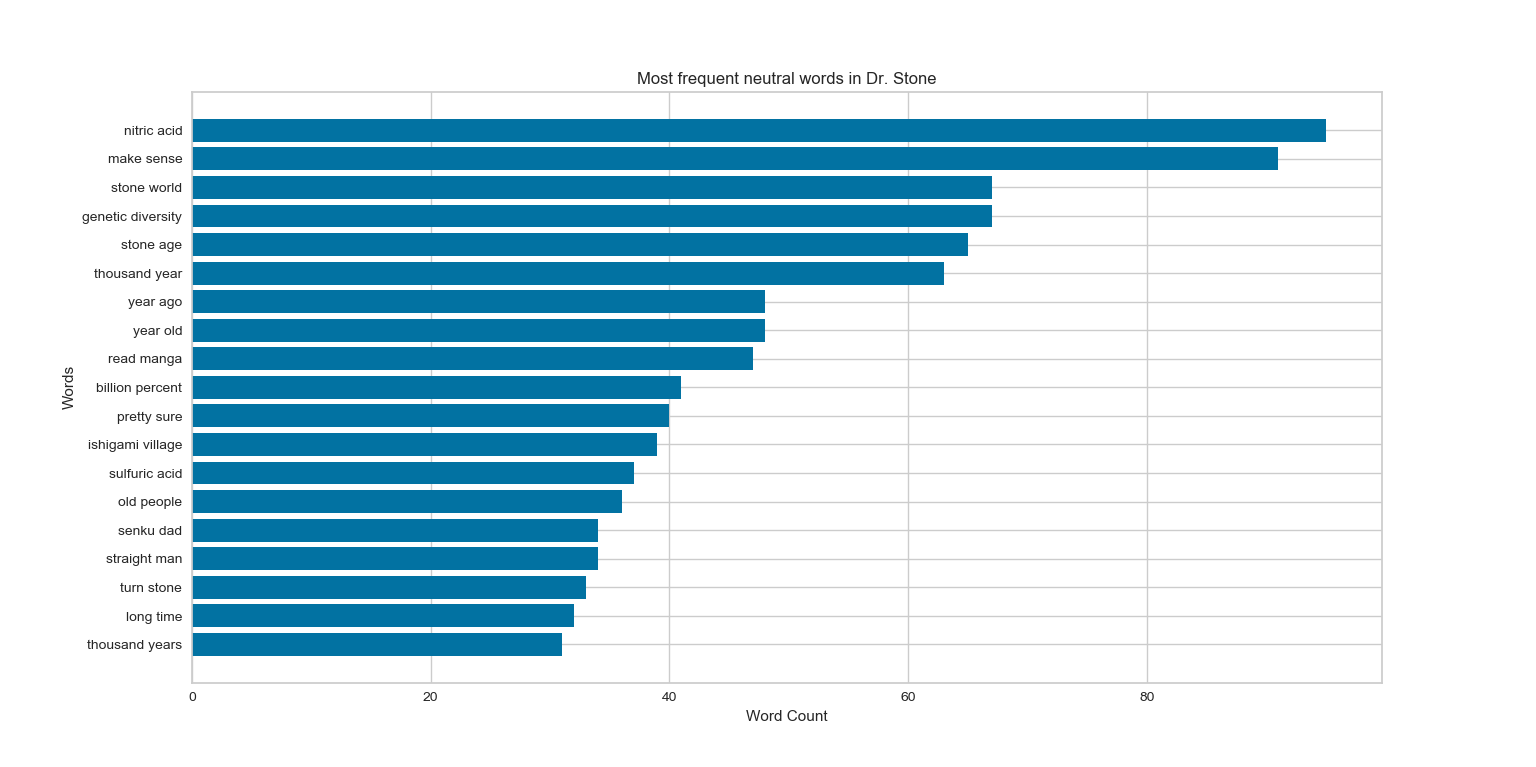 Most frequent neutral words in Dr. Stone
nitric acid
make sense
stone world
genetic diversity
stone age
thousand year
year ago
year old
read manga
billion percent
pretty sure
ishigami village
sulfuric acid
old people
senku dad
straight man
turn stone
long time
thousand years
Words
0 20 40 60 80
Word Count